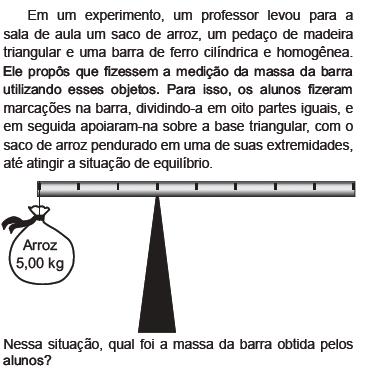 Em um experimento, um professor levou para a
sala de aula um saco de arroz, um pedaço de madeira
triangular e uma barra de ferro cilíndrica e homogênea.
Ele propôs que fizessem a medição da massa da barra
utilizando esses objetos. Para isso, os alunos fizeram
marcações na barra, dividindo-a em oito partes iguais, e
em seguida apoiaram-na sobre a base triangular, com o
saco de arroz pendurado em uma de suas extremidades,
até atingir a situação de equilíbrio.
Arroz
5,00 kg
Nessa situação, qual foi a massa da barra obtida pelos
alunos?